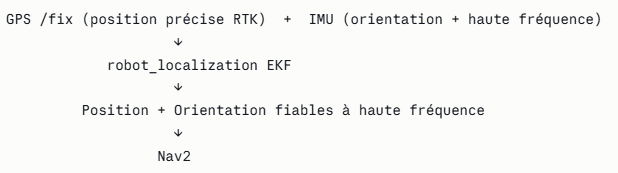 GPS /fix (position précise RTK) + IMU (orientation + haute fréquence)
↓
robot_localization EKF
↓
Position + Orientation fiables à haute fréquence
↓
Nav2